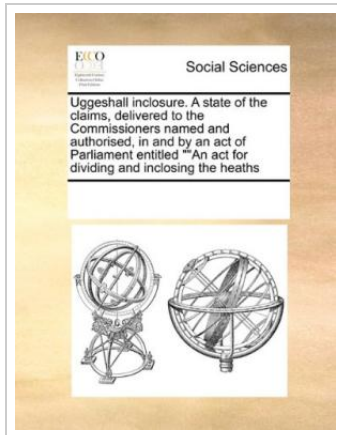 ECCO
Social Sciences
Uggeshall inclosure. A state of the
claims, delivered to the
Commissioners named and
authorised, in and by an act of
Parliament entitled ""An act for
dividing and inclosing the heaths